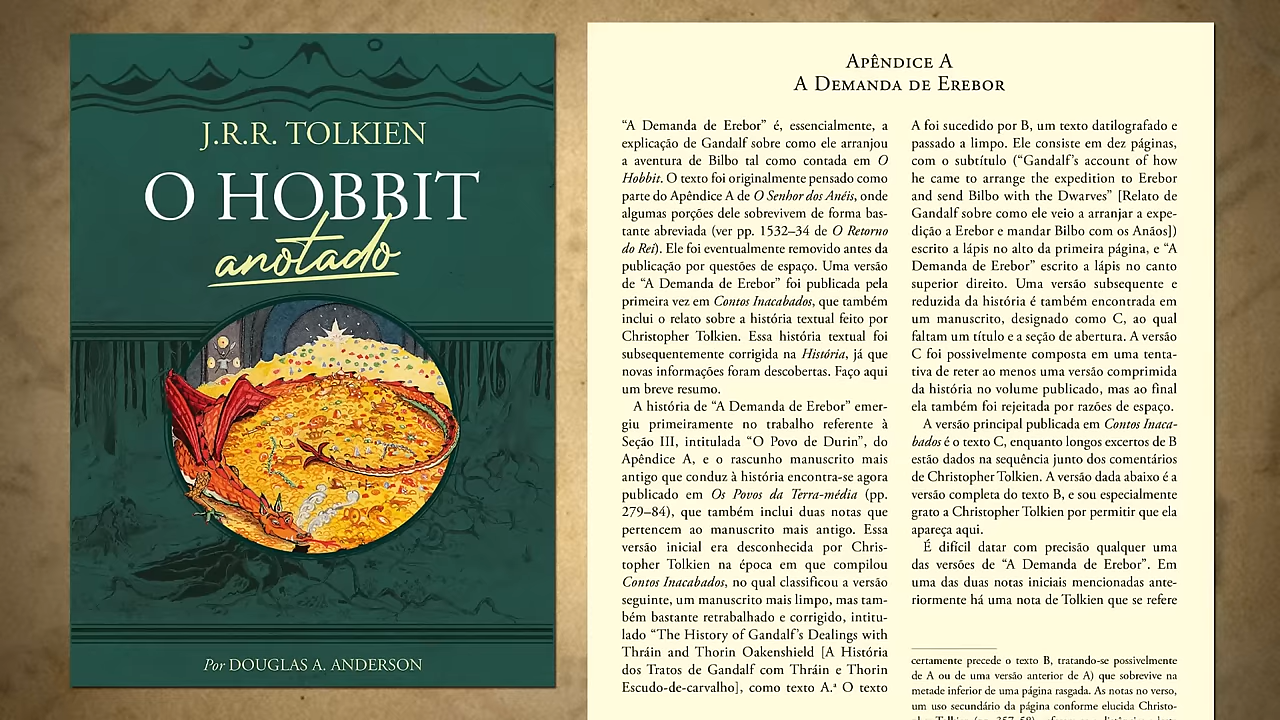 J.R.R. TOLKIEN
O HOBBIT
anotado
Por DOUGLAS A. ANDERSON
Apêndice A
A Demanda de Erebor
“A Demanda de Erebor” é, essencialmente, a
explicação de Gandalf sobre como ele arranjou
a aventura de Bilbo tal como contada em O
Hobbit. O texto foi originalmente pensado como
parte do Apêndice A de O Senhor dos Anéis, onde
algumas porções dele sobrevivem de forma bas-
tante abreviada (ver pp. 1532–34 de O Retorno
do Rei). Ele foi eventualmente removido antes da
publicação por questões de espaço. Uma versão
de “A Demanda de Erebor” foi publicada pela
primeira vez em Contos Inacabados, que também
inclui o relato sobre a história textual feito por
Christopher Tolkien. Essa história textual foi
subsequentemente corrigida na História, já que
novas informações foram descobertas. Faço aqui
um breve resumo.
A história de “A Demanda de Erebor” emer-
giu primeiramente no trabalho referente à
Seção III, intitulada “O Povo de Durin”, do
Apêndice A, e o rascunho manuscrito mais
antigo que conduz à história encontra-se agora
publicado em Os Povos da Terra-média (pp.
279–84), que também inclui duas notas que
pertencem ao manuscrito mais antigo. Essa
versão inicial era desconhecida por Chris-
topher Tolkien na época em que compilou
Contos Inacabados, no qual classificou a versão
seguinte, um manuscrito mais limpo, mas tam-
bém bastante retrabalhado e corrigido, intitu-
lado “The History of Gandalf’s Dealings with
Thráin and Thorin Oakenshield [A História
dos Tratos de Gandalf com Thráin e Thorin
Escudo-de-carvalho], como texto A.ª O texto
A foi sucedido por B, um texto datilografado e
passado a limpo. Ele consiste em dez páginas,
com o subtítulo (“Gandalf’s account of how
he came to arrange the expedition to Erebor
and send Bilbo with the Dwarves” [Relato de
Gandalf sobre como ele veio a arranjar a expe-
dição a Erebor e mandar Bilbo com os Anãos])
escrito a lápis no alto da primeira página, e “A
Demanda de Erebor” escrito a lápis no canto
superior direito. Uma versão subsequente e
reduzida da história é também encontrada em
um manuscrito, designado como C, ao qual
faltam um título e a seção de abertura. A versão
C foi possivelmente composta em uma tenta-
tiva de reter ao menos uma versão comprimida
da história no volume publicado, mas ao final
ela também foi rejeitada por razões de espaço.
A versão principal publicada em Contos Inaca-
bados é o texto C, enquanto longos excertos de B
estão dados na sequência junto dos comentários
de Christopher Tolkien. A versão dada abaixo é a
versão completa do texto B, e sou especialmente
grato a Christopher Tolkien por permitir que ela
apareça aqui.
É difícil datar com precisão qualquer uma
das versões de “A Demanda de Erebor”. Em
uma das duas notas iniciais mencionadas ante-
riormente há uma nota de Tolkien que se refere
certamente precede o texto B, tratando-se possivelmente
de A ou de uma versão anterior de A) que sobrevive na
metade inferior de uma página rasgada. As notas no verso,
um uso secundário da página conforme elucida Christo-